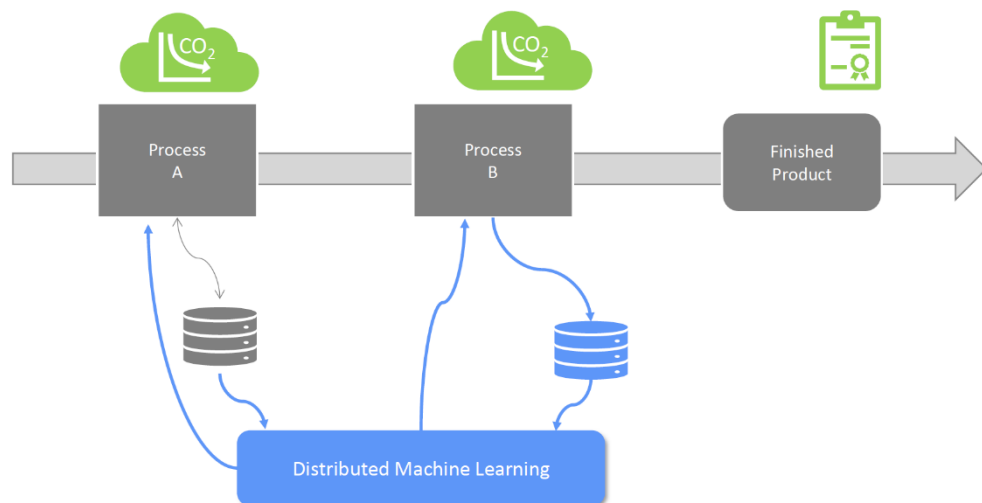 CO₂
CO₂
Process
A
Process
B
Finished
Product
Distributed Machine Learning